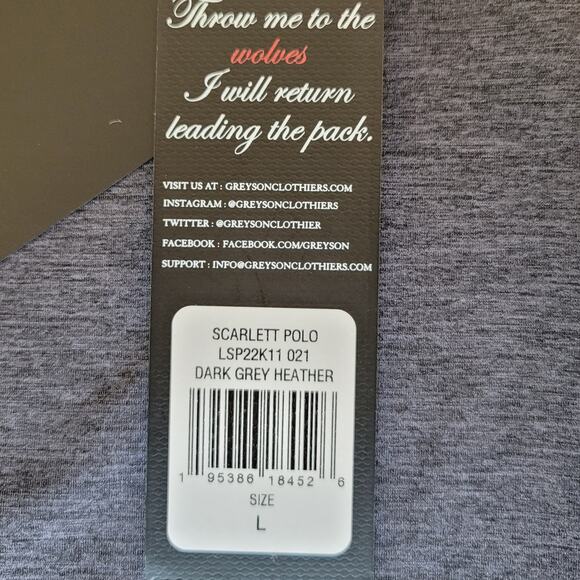 Throw me to the
wolves
I will return
leading the pack.
VISIT US AT : GREYSONCLOTHIERS.COM
INSTAGRAM : @GREYSONCLOTHIERS
TWITTER : @GREYSONCLOTHIER
FACEBOOK : FACEBOOK.COM/GREYSON
SUPPORT : INFO@GREYSONCLOTHIERS.COM
SCARLETT POLO
LSP22K11 021
DARK GREY HEATHER
1 95386 18452 6
SIZE
L